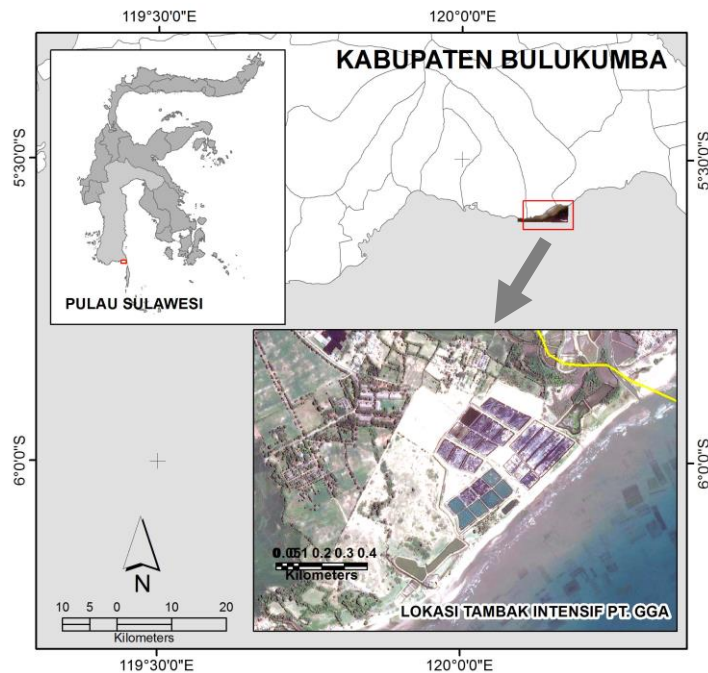 119°30'0"E
120°0'0"E
KABUPATEN BULUKUMBA
5°30'0"S
5°30'0"S
PULAU SULAWESI
6°0'0"S
6°0'0"S
0.2 0.3 0.4
Kilometers
N
LOKASI TAMBAK INTENSIF PT. GGA
10 5 0 10 20
Kilometers
119°30'0"E
120°0'0"E